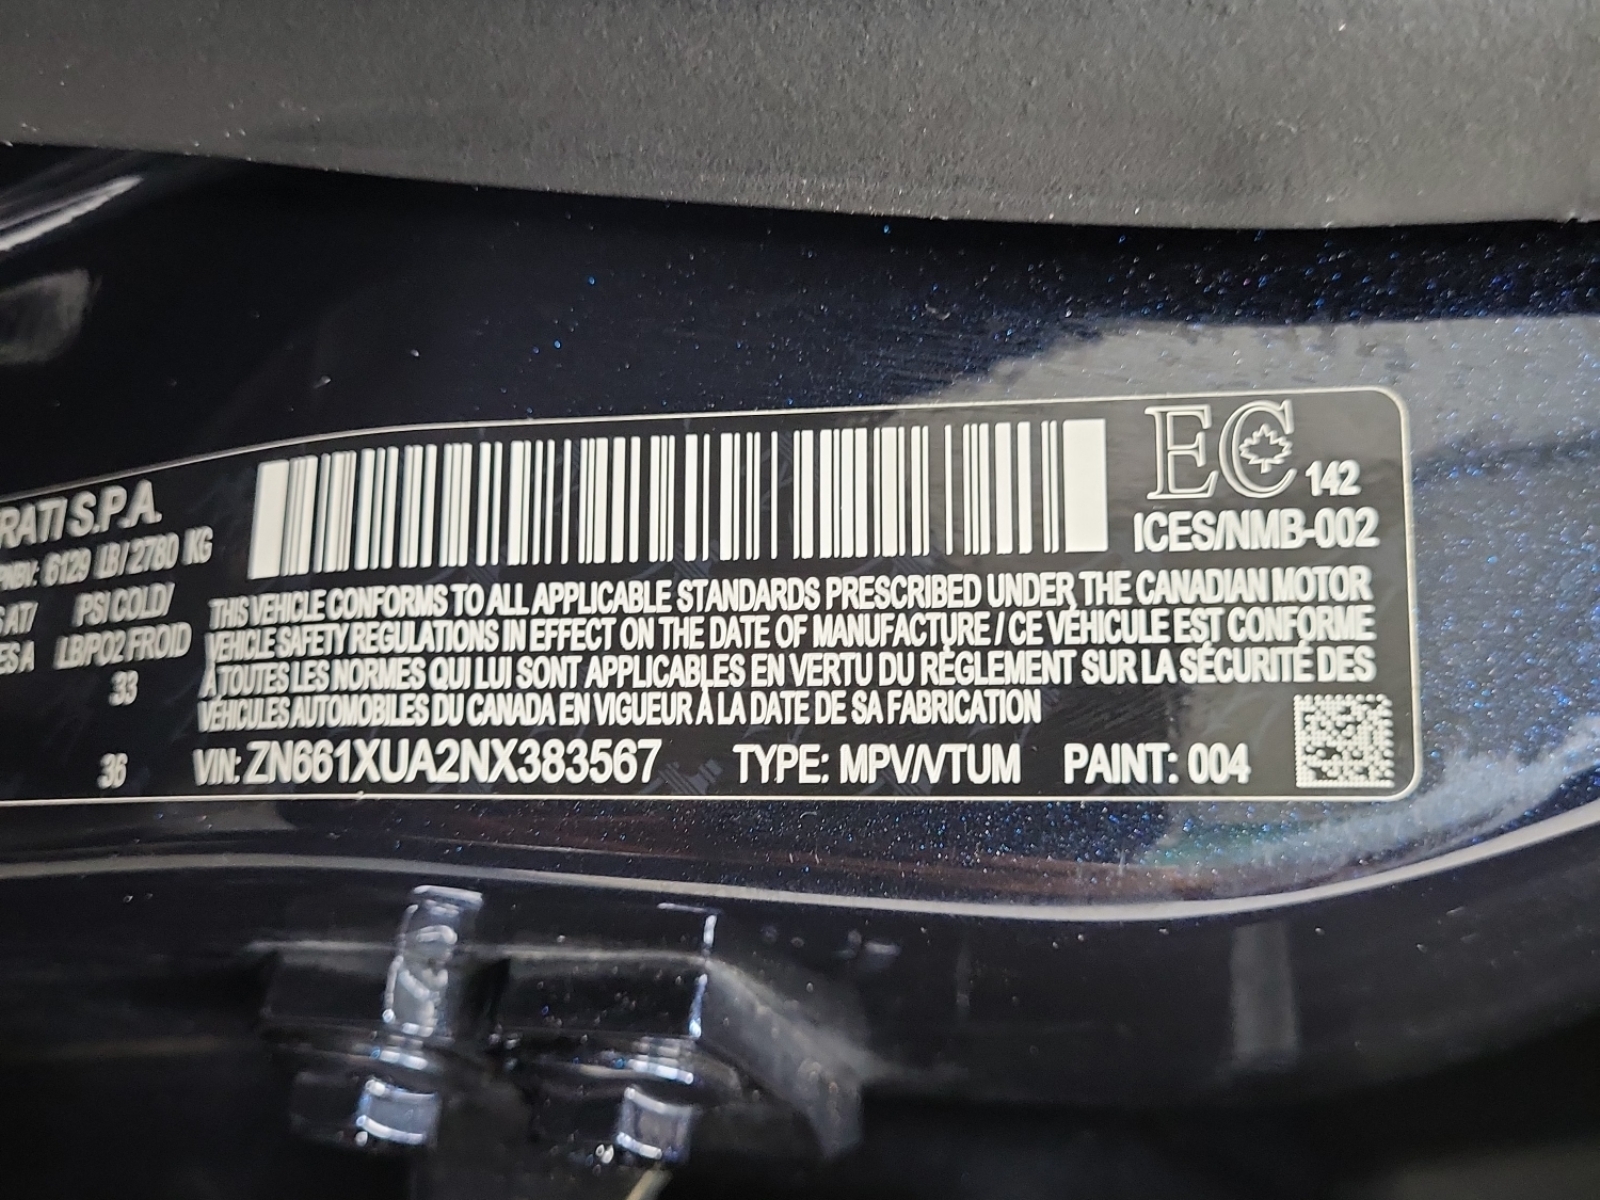 RATI S.P.A.
PNBV: 6129 LB/ 2780 KG
S AT/ PSI COLD/
ES A LB/PO2 FROID
33
36
EC 142
ICES/NMB-002
THIS VEHICLE CONFORMS TO ALL APPLICABLE STANDARDS PRESCRIBED UNDER THE CANADIAN MOTOR
VEHICLE SAFETY REGULATIONS IN EFFECT ON THE DATE OF MANUFACTURE / CE VÉHICULE EST CONFORME
À TOUTES LES NORMES QUI LUI SONT APPLICABLES EN VERTU DU RÈGLEMENT SUR LA SÉCURITÉ DES
VÉHICULES AUTOMOBILES DU CANADA EN VIGUEUR À LA DATE DE SA FABRICATION
VIN: ZN661XUA2NX383567 TYPE: MPV/VTUM PAINT: 004